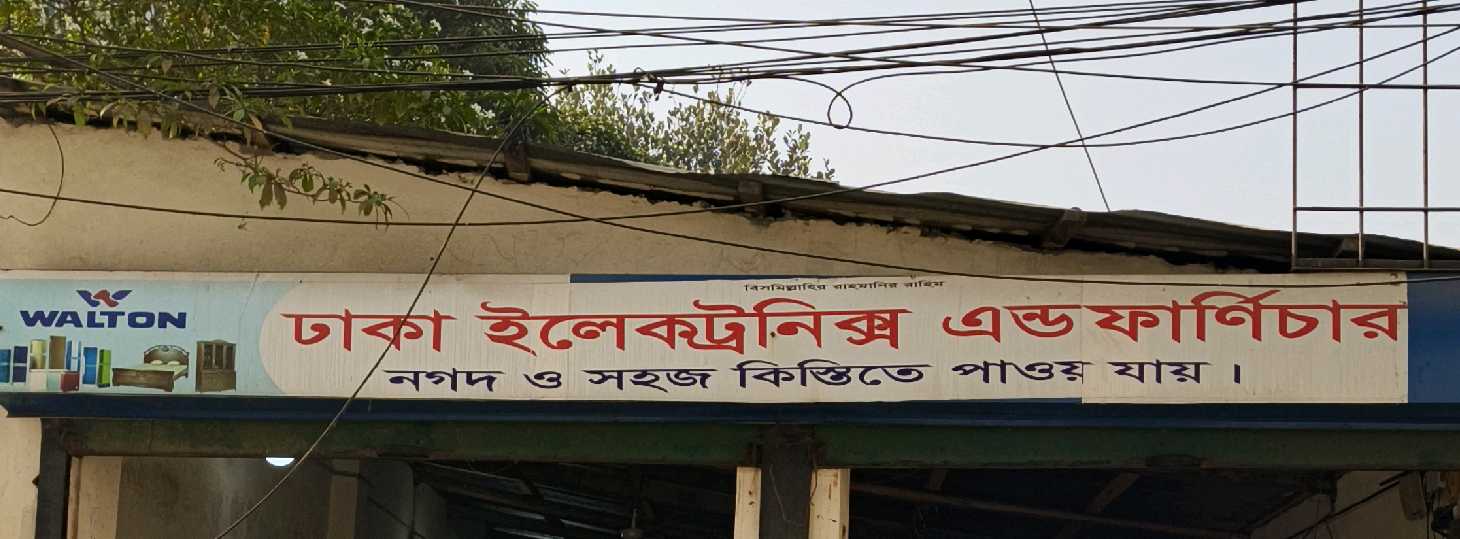 বিসমিল্লাহির রাহমানির রাহিম
WALTON
ঢাকা ইলেকট্রনিক্স এন্ড ফার্ণিচার
নগদ ও সহজ কিস্তিতে পাওয় যায় ।